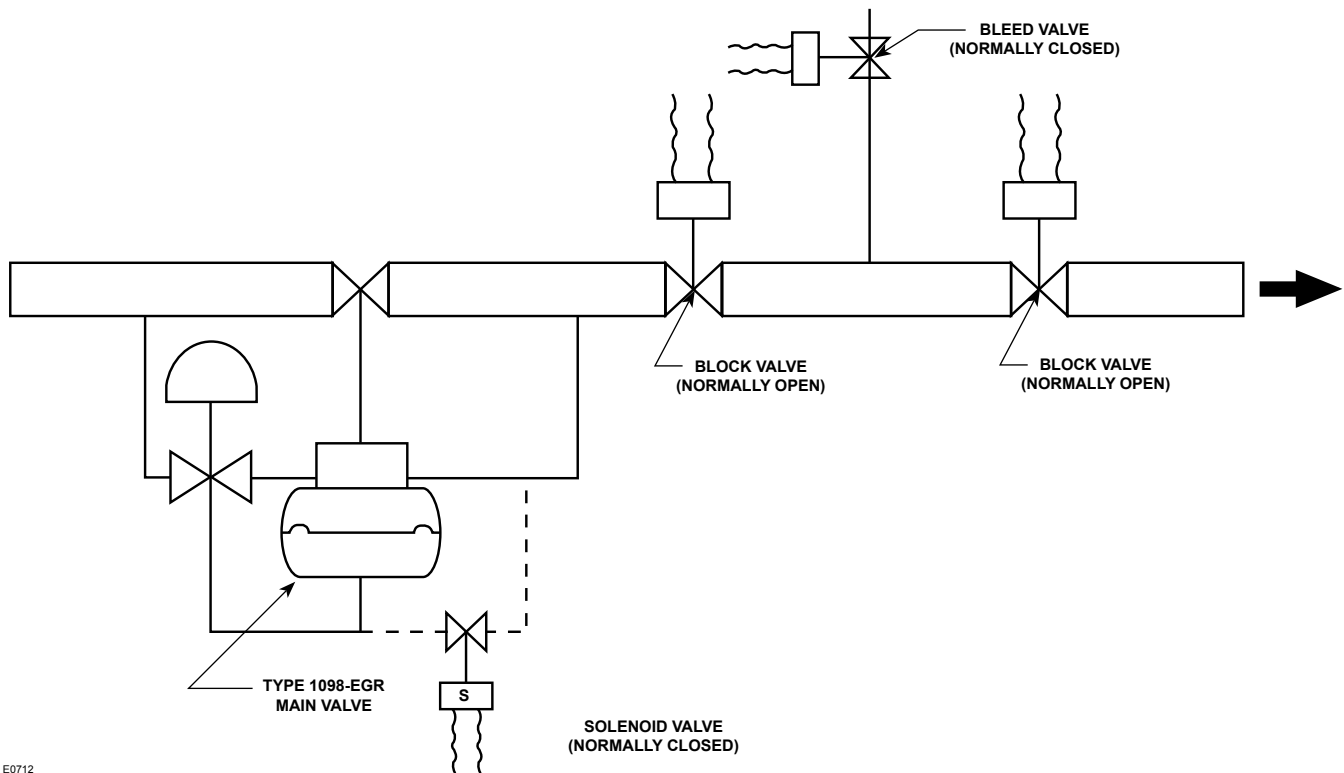 BLEED VALVE
(NORMALLY CLOSED)
BLOCK VALVE
(NORMALLY OPEN)
BLOCK VALVE
(NORMALLY OPEN)
TYPE 1098-EGR
MAIN VALVE
S
SOLENOID VALVE
(NORMALLY CLOSED)
E0712